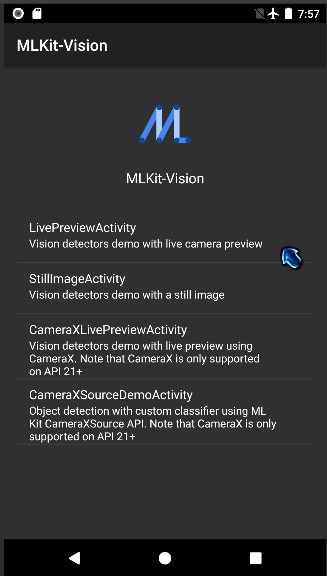 7:57
MLKit-Vision
MLKit-Vision
LivePreviewActivity
Vision detectors demo with live camera preview
StillImageActivity
Vision detectors demo with a still image
CameraXLivePreviewActivity
Vision detectors demo with live preview using
CameraX. Note that CameraX is only supported
on API 21+
CameraXSourceDemoActivity
Object detection with custom classifier using ML
Kit CameraXSource API. Note that CameraX is only
supported on API 21+